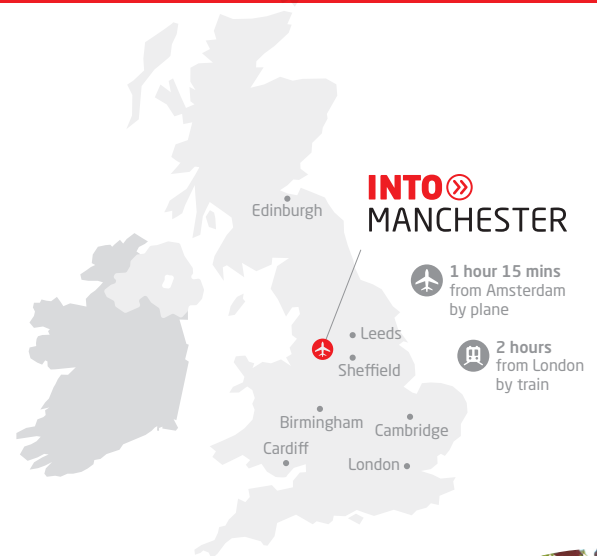 INTO
MANCHESTER
Edinburgh
1 hour 15 mins
from Amsterdam
by plane
Leeds
2 hours
from London
by train
Sheffield
Birmingham
Cambridge
Cardiff
London